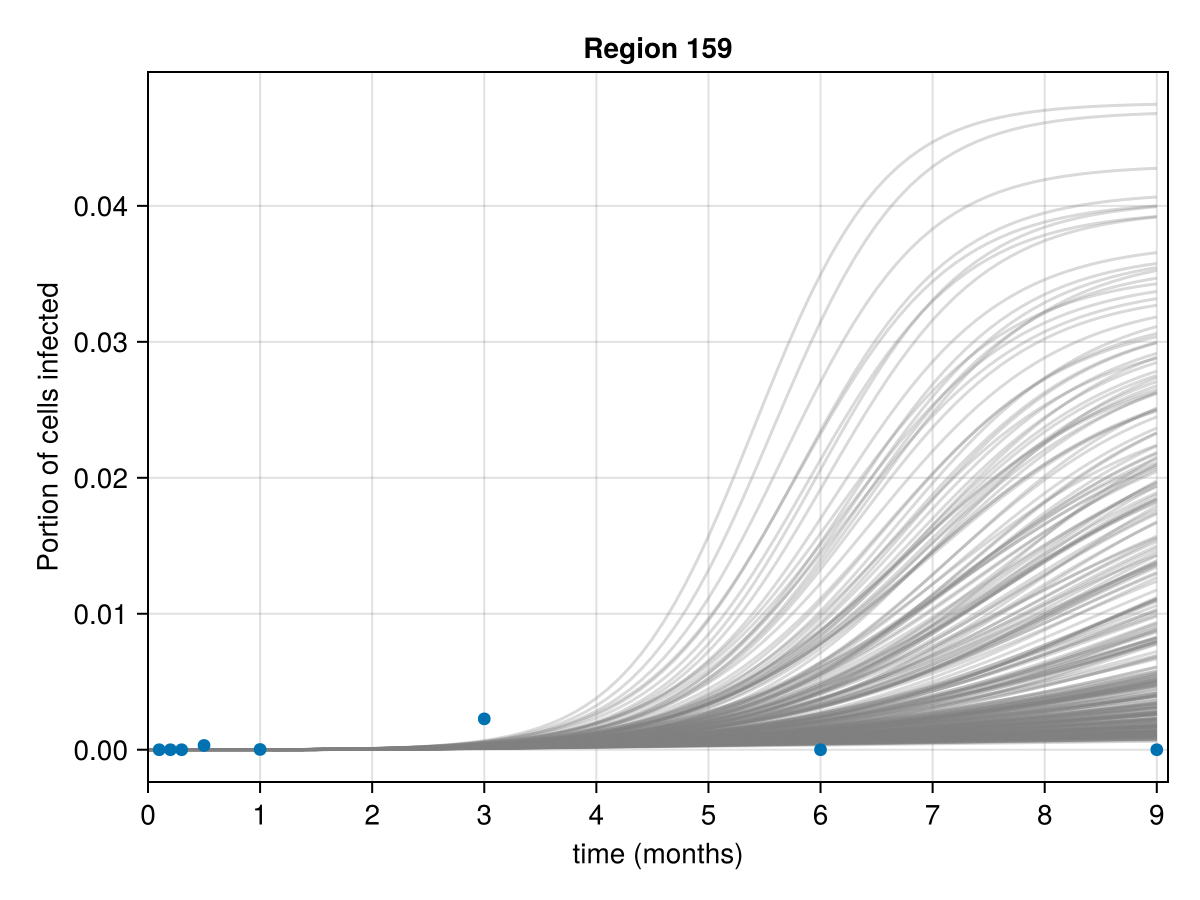 Region 159
Portion of cells infected
0.04
0.03
0.02
0.01
0.00
0 1 2 3 4 5 6 7 8 9
time (months)